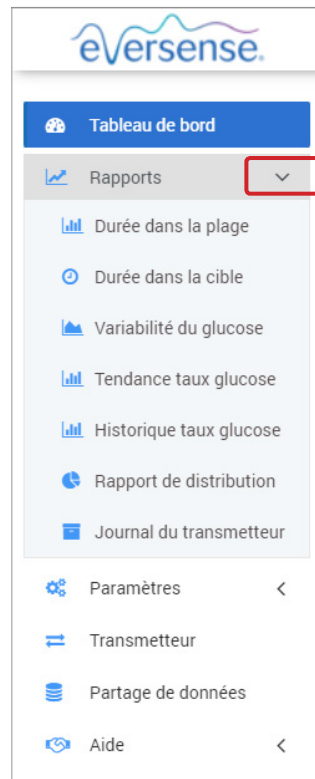 eversense.
Tableau de bord
Rapports
Durée dans la plage
Durée dans la cible
Variabilité du glucose
Tendance taux glucose
Historique taux glucose
Rapport de distribution
Journal du transmetteur
Paramètres
Transmetteur
Partage de données
Aide